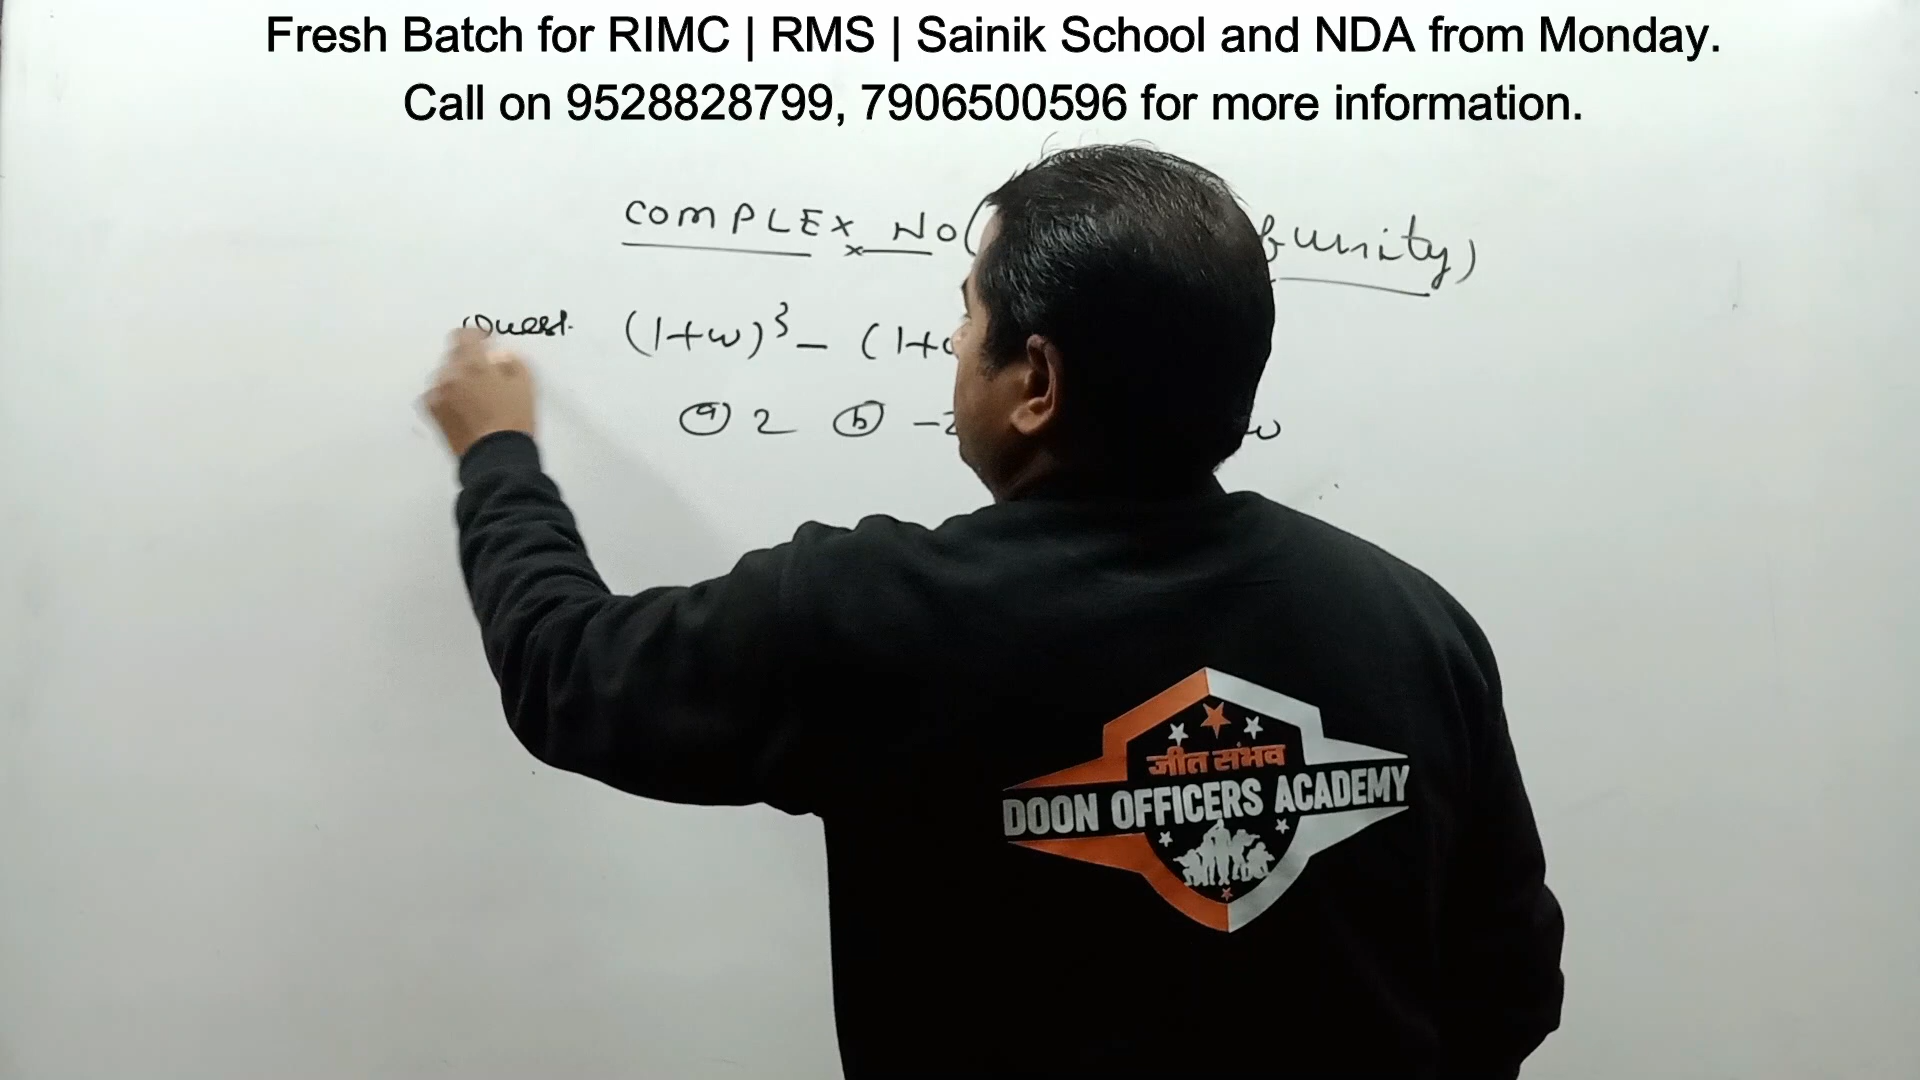 Fresh Batch for RIMC | RMS | Sainik School and NDA from Monday.
Call on 9528828799, 7906500596 for more information.
COMPLEX NO( unity)
Quest. (1+ω)³ - (1+
ⓐ 2 ⓑ -2 ω
जीत संभव
DOON OFFICERS ACADEMY